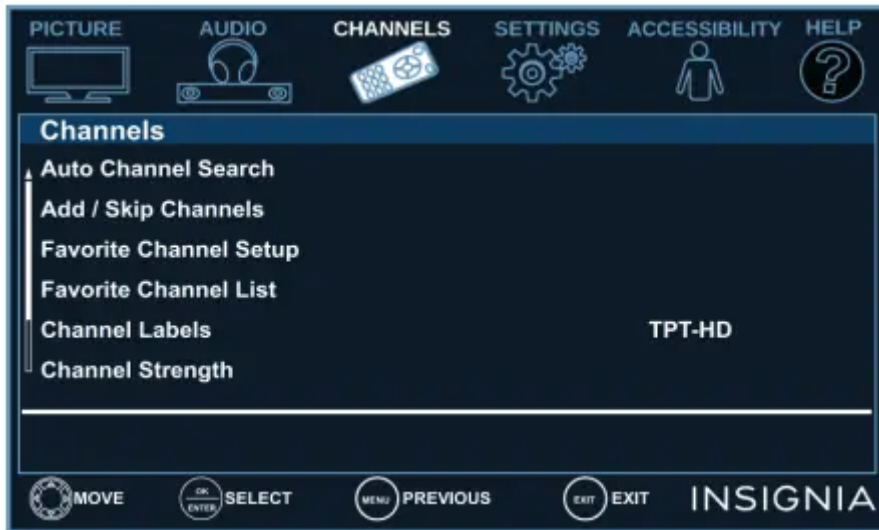 PICTURE AUDIO CHANNELS SETTINGS ACCESSIBILITY HELP
?
Channels
Auto Channel Search
Add / Skip Channels
Favorite Channel Setup
Favorite Channel List
Channel Labels TPT-HD
Channel Strength
MOVE OK ENTER SELECT MENU PREVIOUS EXIT EXIT INSIGNIA